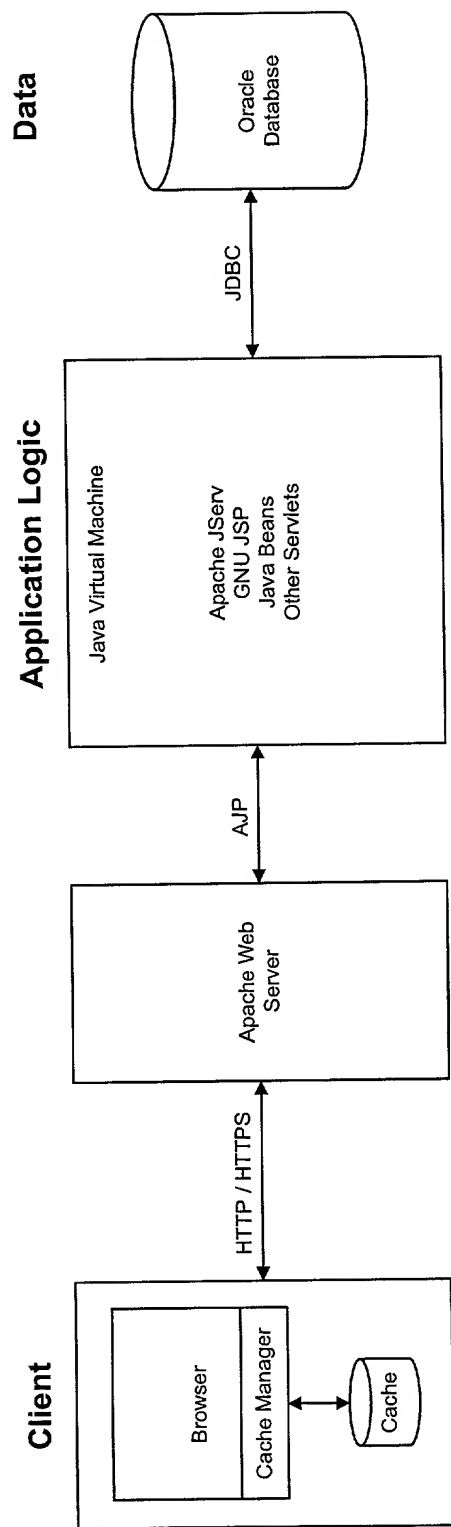 Client
Application Logic
Data
Browser
Cache Manager
Cache
HTTP / HTTPS
Apache Web
Server
AJP
Java Virtual Machine
Apache JServ
GNU JSP
Java Beans
Other Servlets
JDBC
Oracle
Database